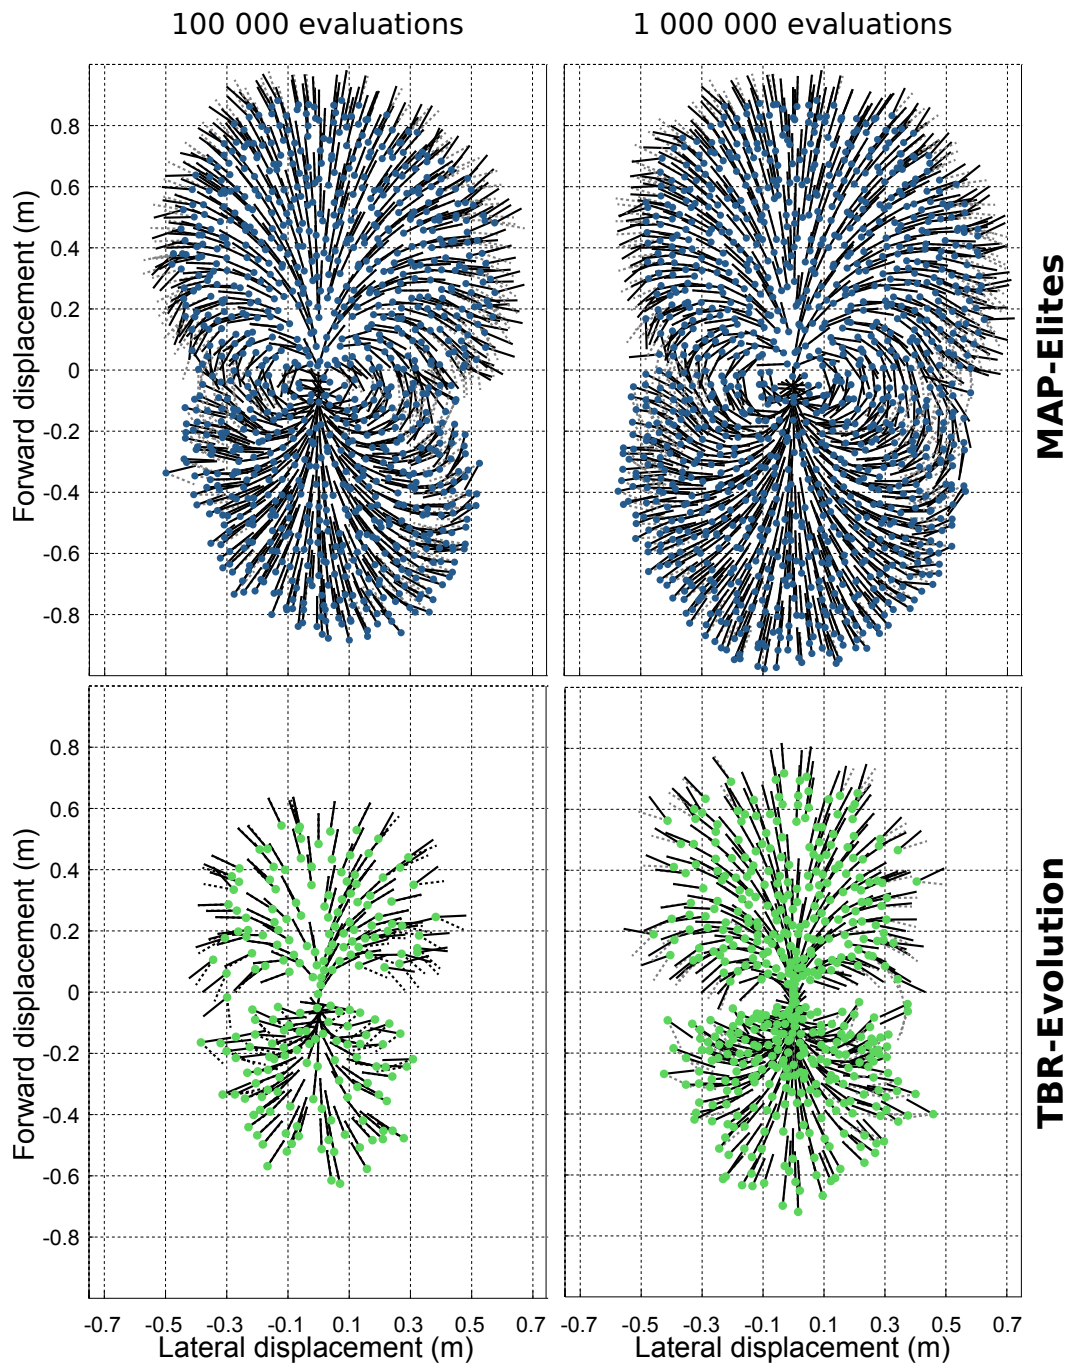 100 000 evaluations
1 000 000 evaluations
0.8
0.6
0.4
0.2
0
-0.2
-0.4
-0.6
-0.8
Forward displacement (m)
MAP-Elites
0.8
0.6
0.4
0.2
0
-0.2
-0.4
-0.6
-0.8
Forward displacement (m)
TBR-Evolution
-0.7 -0.5 -0.3 -0.1 0.1 0.3 0.5
-0.7 -0.5 -0.3 -0.1 0.1 0.3 0.5 0.7
Lateral displacement (m)
Lateral displacement (m)